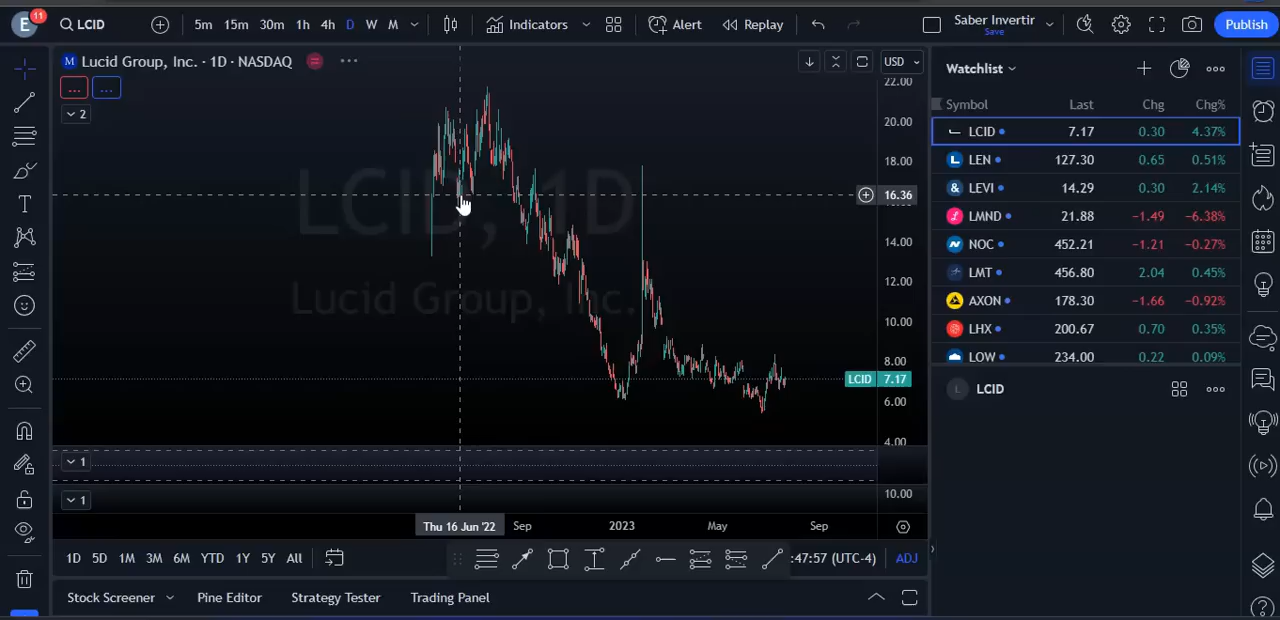 E 11 LCID 5m 15m 30m 1h 4h D W M Indicators Alert Replay Saber Invertir Save Publish
M Lucid Group, Inc. · 1D · NASDAQ USD
... ...
2
LCID, 1D
Lucid Group, Inc.
22.00
20.00
18.00
16.36
14.00
12.00
10.00
8.00
LCID 7.17
6.00
4.00
1
1
10.00
Thu 16 Jun '22 Sep 2023 May Sep
1D 5D 1M 3M 6M YTD 1Y 5Y All :47:57 (UTC-4) ADJ
Stock Screener Pine Editor Strategy Tester Trading Panel
Watchlist
Symbol Last Chg Chg%
LCID 7.17 0.30 4.37%
LEN 127.30 0.65 0.51%
LEVI 14.29 0.30 2.14%
LMND 21.88 −1.49 −6.38%
NOC 452.21 −1.21 −0.27%
LMT 456.80 2.04 0.45%
AXON 178.30 −1.66 −0.92%
LHX 200.67 0.70 0.35%
LOW 234.00 0.22 0.09%
L LCID